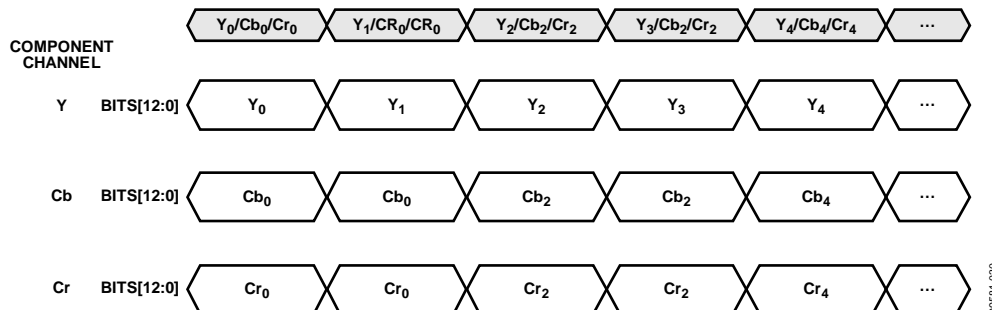 Y0/Cb0/Cr0 Y1/CR0/CR0 Y2/Cb2/Cr2 Y3/Cb2/Cr2 Y4/Cb4/Cr4 ...
COMPONENT
CHANNEL
Y BITS[12:0] Y0 Y1 Y2 Y3 Y4 ...
Cb BITS[12:0] Cb0 Cb0 Cb2 Cb2 Cb4 ...
Cr BITS[12:0] Cr0 Cr0 Cr2 Cr2 Cr4 ...